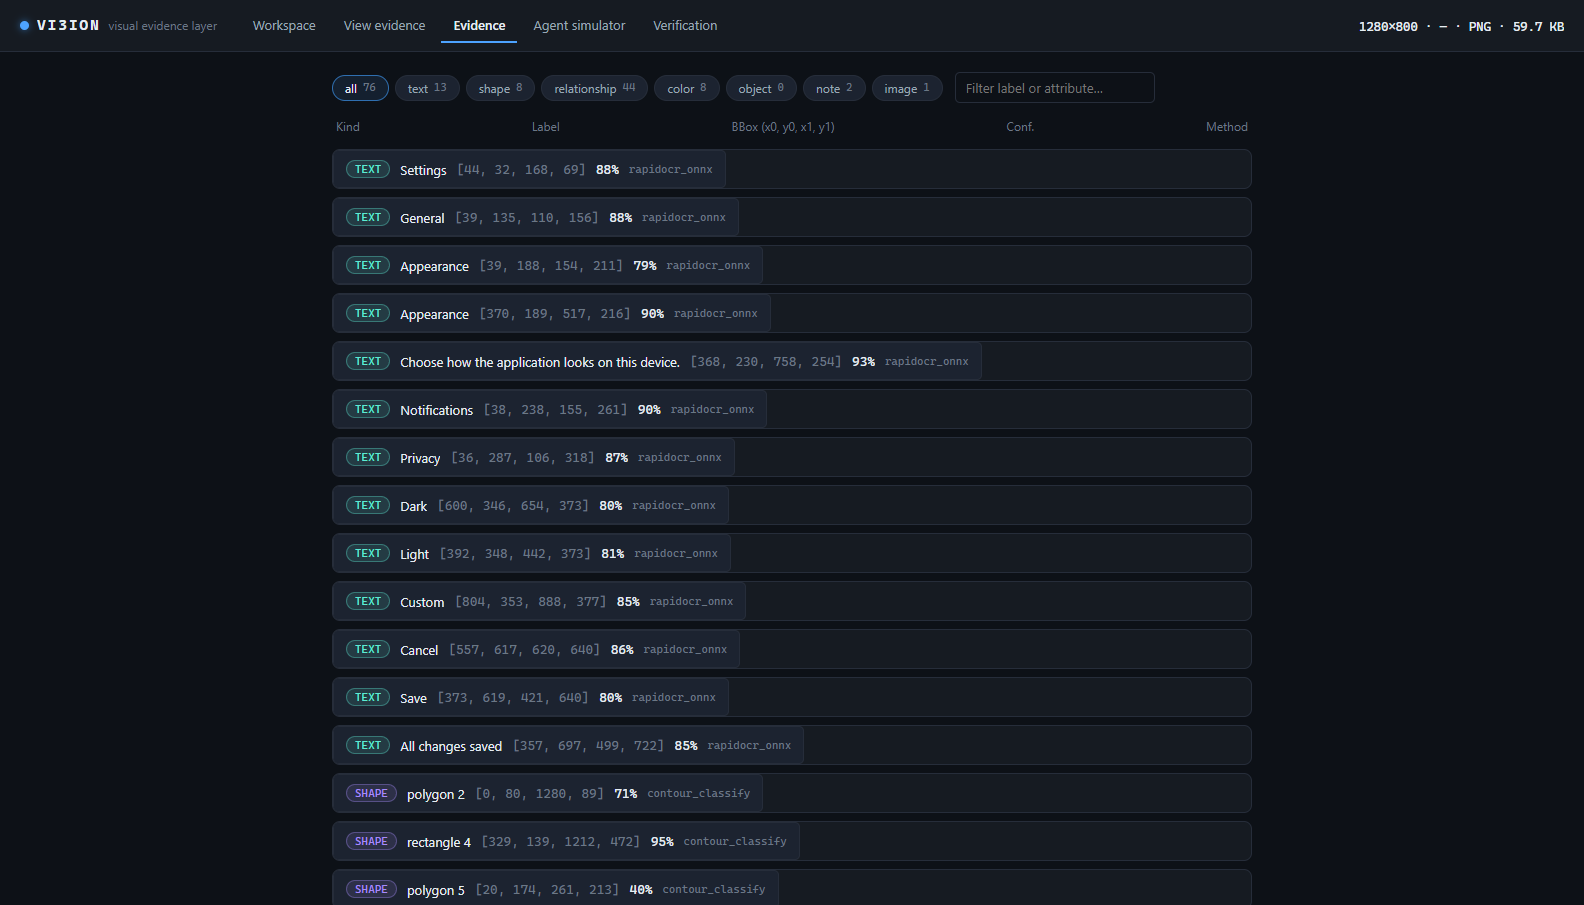 VI3ION visual evidence layer Workspace View evidence Evidence Agent simulator Verification 1280×800 · — · PNG · 59.7 KB
all 76 text 13 shape 8 relationship 44 color 8 object 0 note 2 image 1 Filter label or attribute...
Kind Label BBox (x0, y0, x1, y1) Conf. Method
TEXT Settings [44, 32, 168, 69] 88% rapidocr_onnx
TEXT General [39, 135, 110, 156] 88% rapidocr_onnx
TEXT Appearance [39, 188, 154, 211] 79% rapidocr_onnx
TEXT Appearance [370, 189, 517, 216] 90% rapidocr_onnx
TEXT Choose how the application looks on this device. [368, 230, 758, 254] 93% rapidocr_onnx
TEXT Notifications [38, 238, 155, 261] 90% rapidocr_onnx
TEXT Privacy [36, 287, 106, 318] 87% rapidocr_onnx
TEXT Dark [600, 346, 654, 373] 80% rapidocr_onnx
TEXT Light [392, 348, 442, 373] 81% rapidocr_onnx
TEXT Custom [804, 353, 888, 377] 85% rapidocr_onnx
TEXT Cancel [557, 617, 620, 640] 86% rapidocr_onnx
TEXT Save [373, 619, 421, 640] 80% rapidocr_onnx
TEXT All changes saved [357, 697, 499, 722] 85% rapidocr_onnx
SHAPE polygon 2 [0, 80, 1280, 89] 71% contour_classify
SHAPE rectangle 4 [329, 139, 1212, 472] 95% contour_classify
SHAPE polygon 5 [20, 174, 261, 213] 40% contour_classify